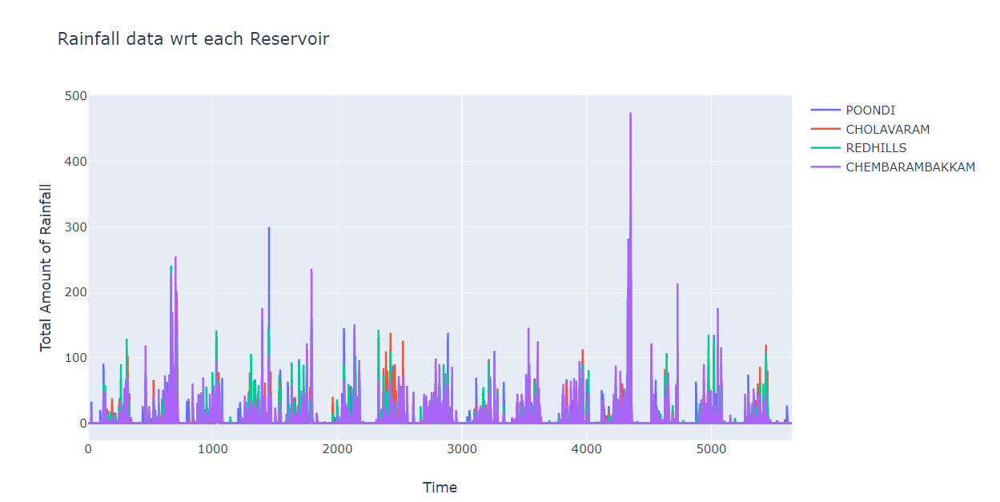 Rainfall data wrt each Reservoir
500
400
300
200
100
0
Total Amount of Rainfall
0
1000
2000
3000
4000
5000
Time
POONDI
CHOLAVARAM
REDHILLS
CHEMBARAMBAKKAM